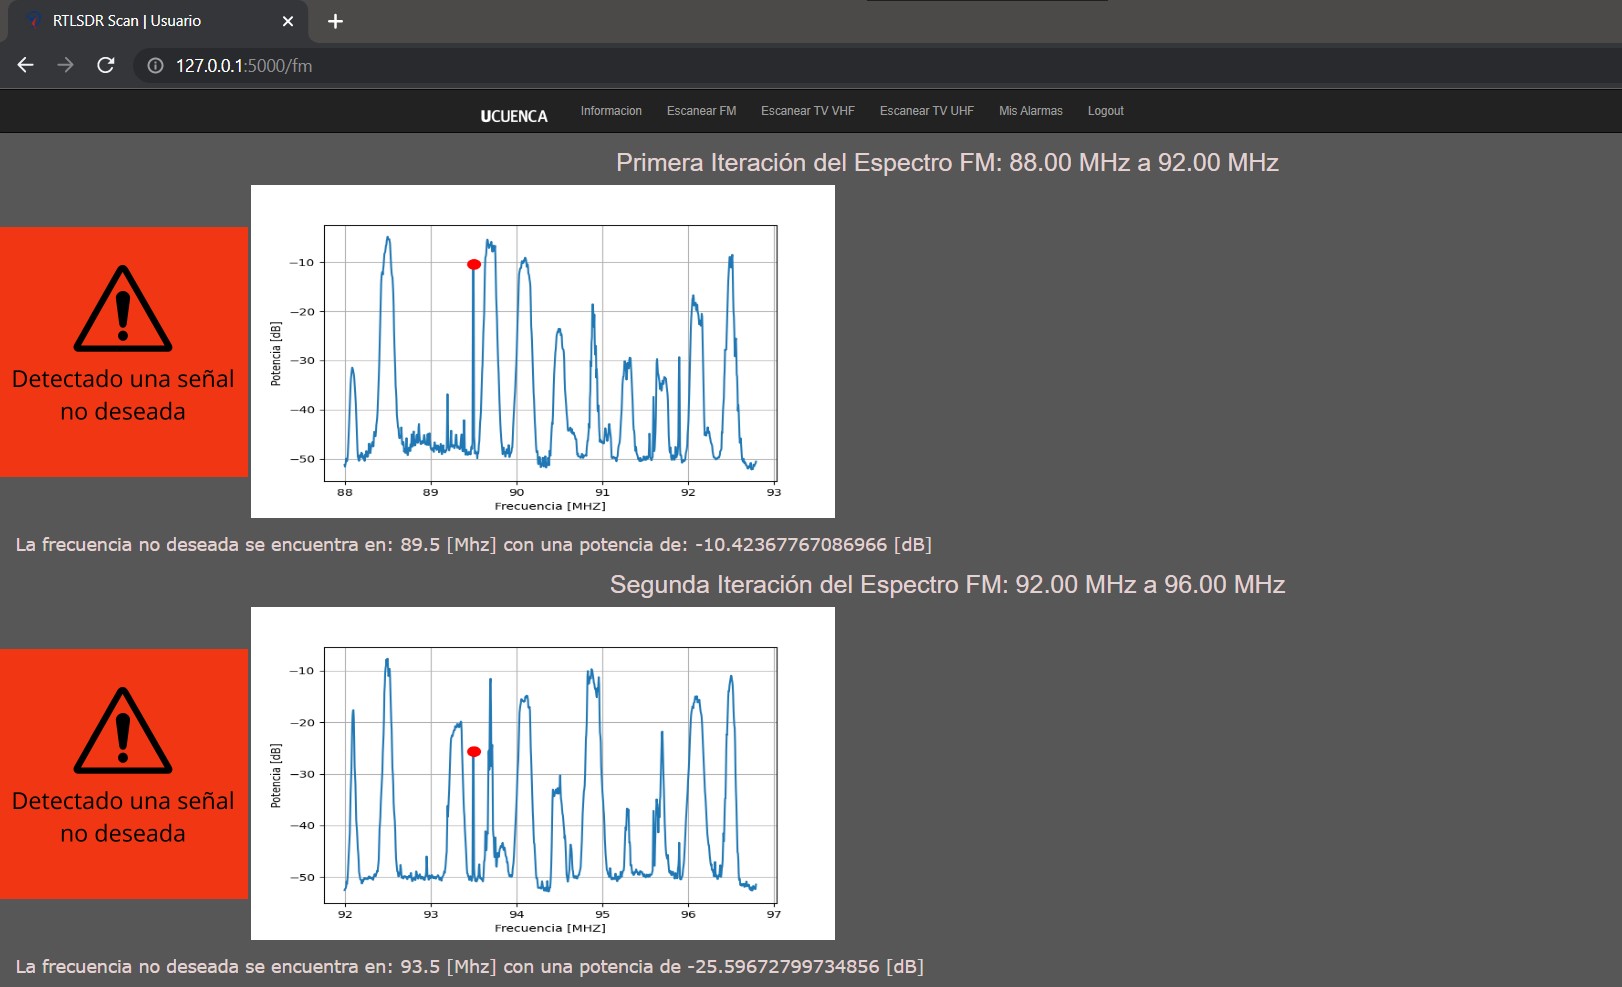 RTLSDR Scan | Usuario
127.0.0.1:5000/fm
UCUENCA Informacion Escanear FM Escanear TV VHF Escanear TV UHF Mis Alarmas Logout
Primera Iteración del Espectro FM: 88.00 MHz a 92.00 MHz
Detectado una señal
no deseada
Potencia [dB]
−10
−20
−30
−40
−50
88 89 90 91 92 93
Frecuencia [MHZ]
La frecuencia no deseada se encuentra en: 89.5 [Mhz] con una potencia de: -10.42367767086966 [dB]
Segunda Iteración del Espectro FM: 92.00 MHz a 96.00 MHz
Detectado una señal
no deseada
Potencia [dB]
−10
−20
−30
−40
−50
92 93 94 95 96 97
Frecuencia [MHZ]
La frecuencia no deseada se encuentra en: 93.5 [Mhz] con una potencia de -25.59672799734856 [dB]